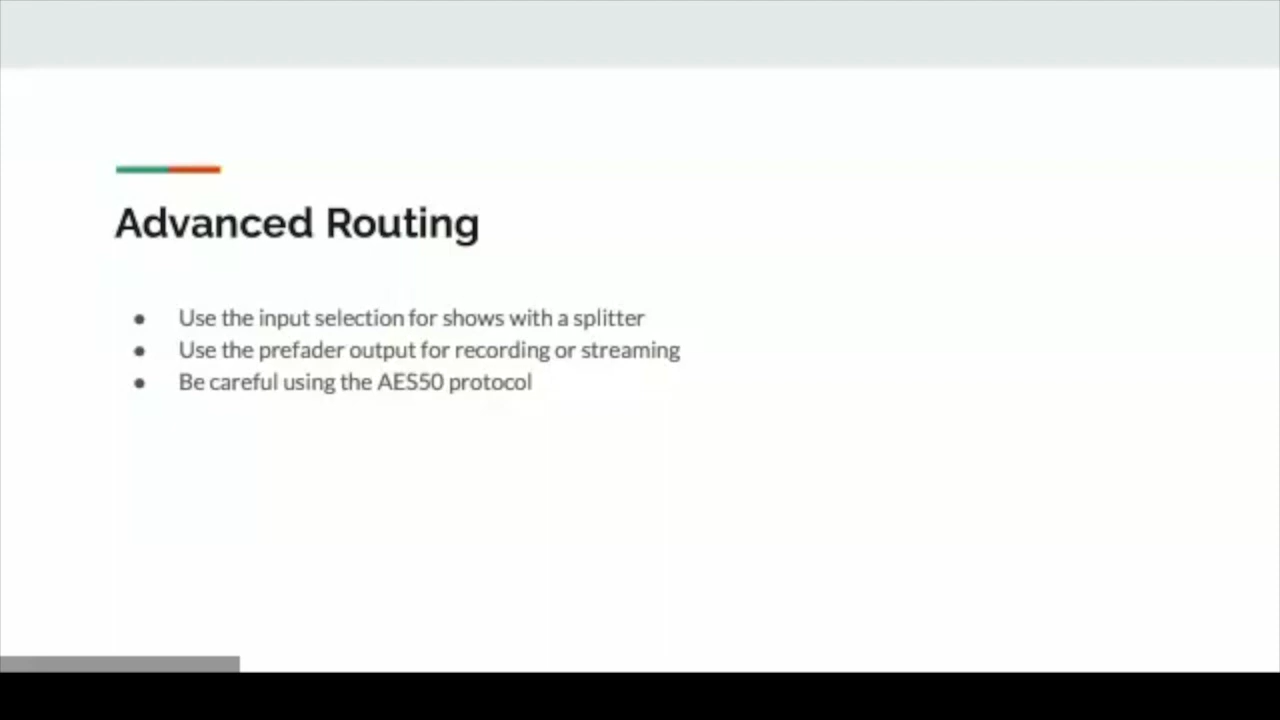 Advanced Routing
● Use the input selection for shows with a splitter
● Use the prefader output for recording or streaming
● Be careful using the AES50 protocol